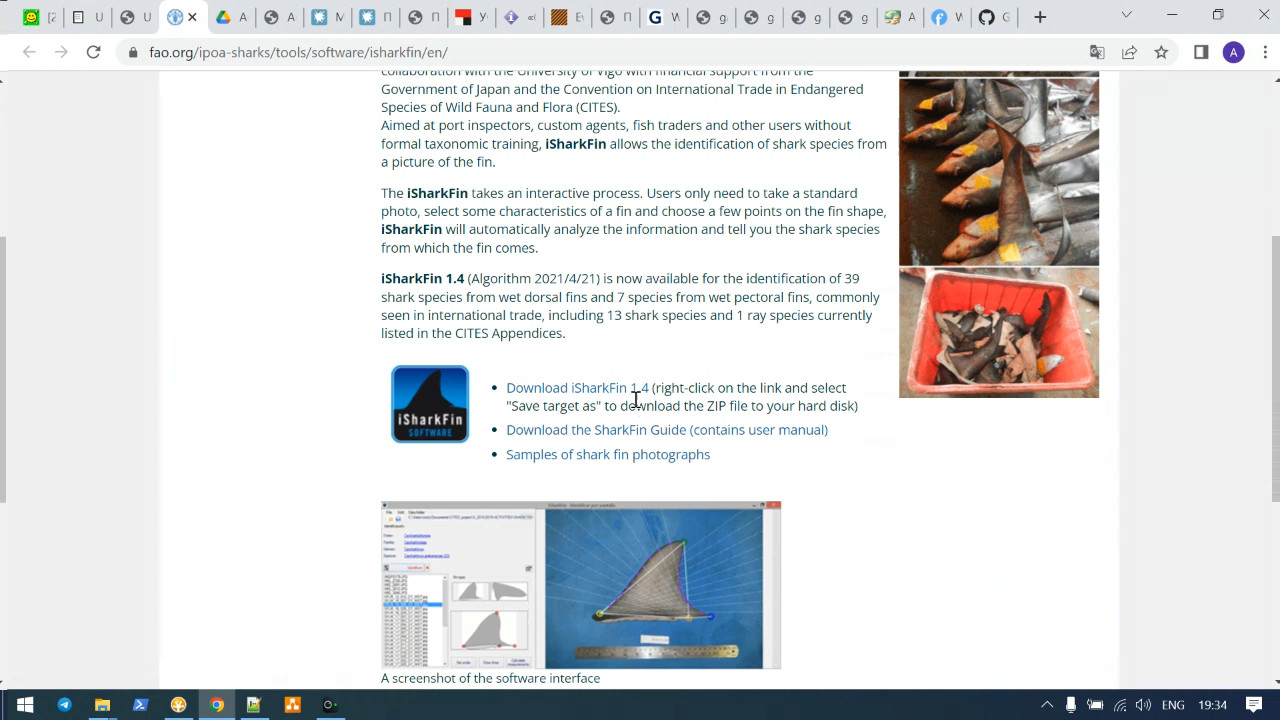 fao.org/ipoa-sharks/tools/software/isharkfin/en/
A
collaboration with the University of Vigo with financial support from the
Government of Japan and the Convention on International Trade in Endangered
Species of Wild Fauna and Flora (CITES).
Aimed at port inspectors, custom agents, fish traders and other users without
formal taxonomic training, iSharkFin allows the identification of shark species from
a picture of the fin.
The iSharkFin takes an interactive process. Users only need to take a standard
photo, select some characteristics of a fin and choose a few points on the fin shape,
iSharkFin will automatically analyze the information and tell you the shark species
from which the fin comes.
iSharkFin 1.4 (Algorithm 2021/4/21) is now available for the identification of 39
shark species from wet dorsal fins and 7 species from wet pectoral fins, commonly
seen in international trade, including 13 shark species and 1 ray species currently
listed in the CITES Appendices.
iSharkFin
SOFTWARE
• Download iSharkFin 1.4 (right-click on the link and select
"Save target as" to download the ZIP file to your hard disk)
• Download the SharkFin Guide (contains user manual)
• Samples of shark fin photographs
A screenshot of the software interface
ENG 19:34